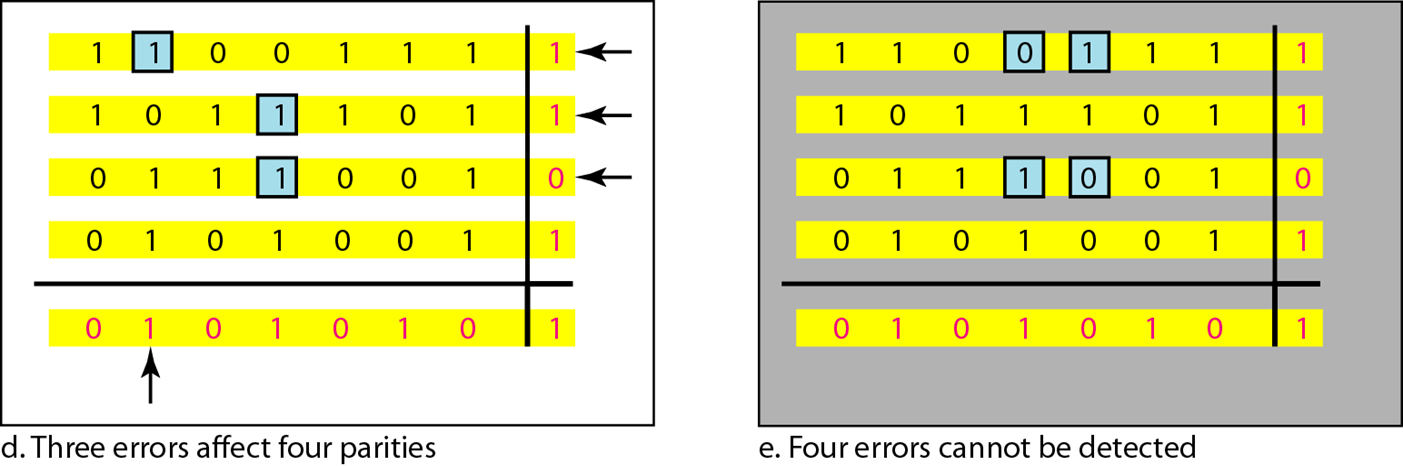 1 1 0 0 1 1 1 1
1 0 1 1 1 0 1 1
0 1 1 1 0 0 1 0
0 1 0 1 0 0 1 1
0 1 0 1 0 1 0 1
d. Three errors affect four parities
1 1 0 0 1 1 1 1
1 0 1 1 1 0 1 1
0 1 1 1 0 0 1 0
0 1 0 1 0 0 1 1
0 1 0 1 0 1 0 1
e. Four errors cannot be detected